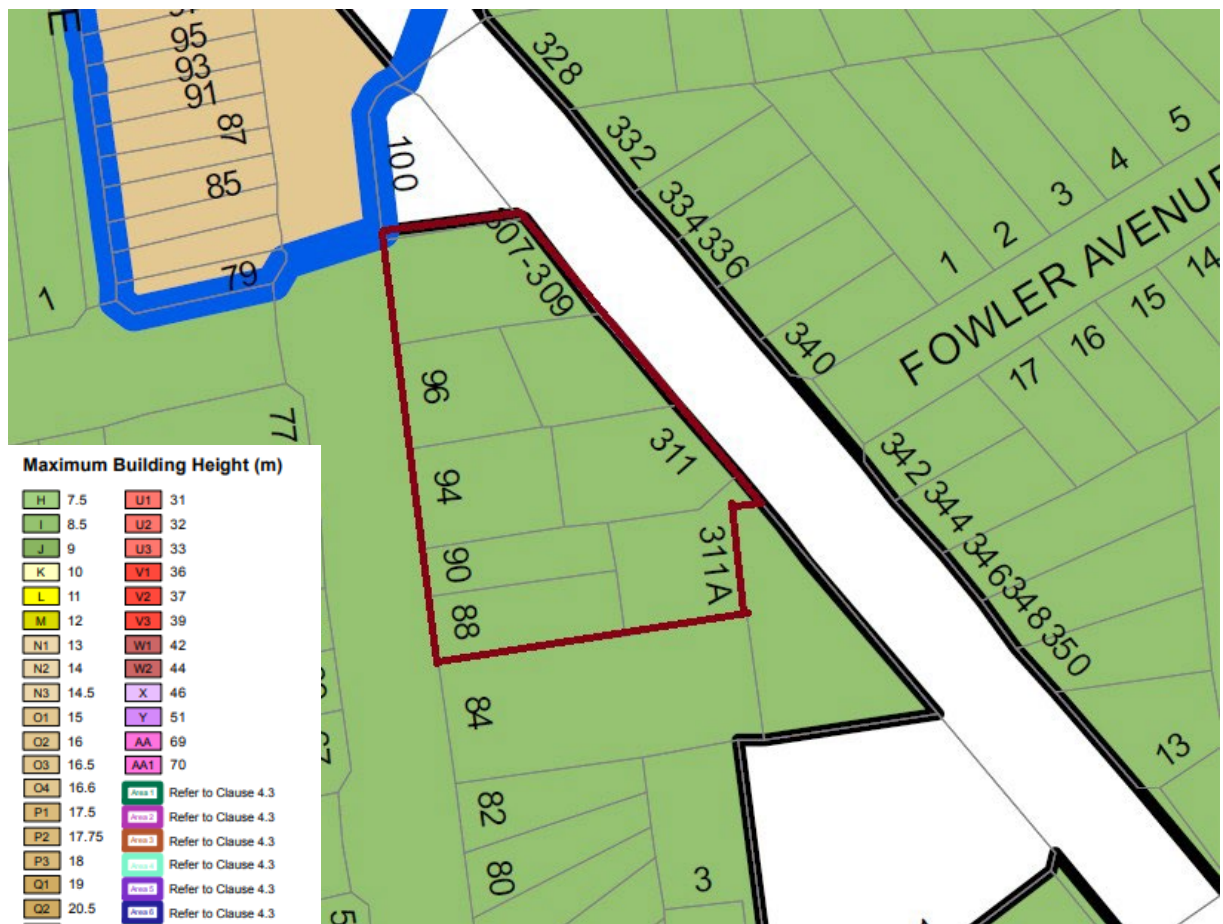 95
93
91
87
85
79
1
100
328
332
334
336
340
1
2
3
4
5
FOWLER AVENUE
14
15
16
17
307-309
96
311
94
90
88
311A
77
84
82
80
3
342
344
346
348
350
13
Maximum Building Height (m)
H 7.5
I 8.5
J 9
K 10
L 11
M 12
N1 13
N2 14
N3 14.5
O1 15
O2 16
O3 16.5
O4 16.6
P1 17.5
P2 17.75
P3 18
Q1 19
Q2 20.5
U1 31
U2 32
U3 33
V1 36
V2 37
V3 39
W1 42
W2 44
X 46
Y 51
AA 69
AA1 70
Area 1 Refer to Clause 4.3
Area 2 Refer to Clause 4.3
Area 3 Refer to Clause 4.3
Area 4 Refer to Clause 4.3
Area 5 Refer to Clause 4.3
Area 6 Refer to Clause 4.3